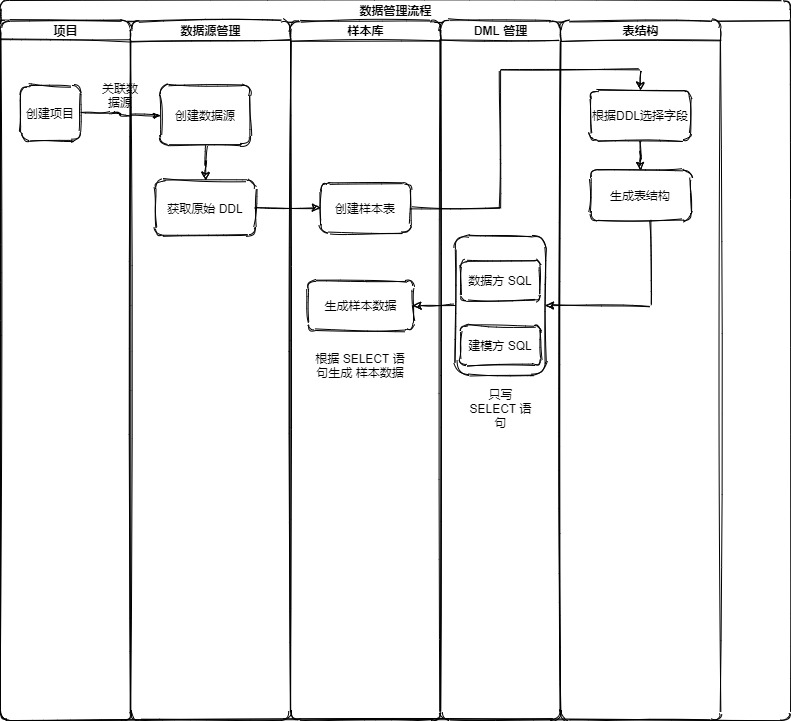 数据管理流程
项目
数据源管理
样本库
DML 管理
表结构
关联数
据源
创建项目
创建数据源
根据DDL选择字段
获取原始 DDL
创建样本表
生成表结构
数据方 SQL
生成样本数据
建模方 SQL
根据 SELECT 语
句生成 样本数据
只写
SELECT 语
句